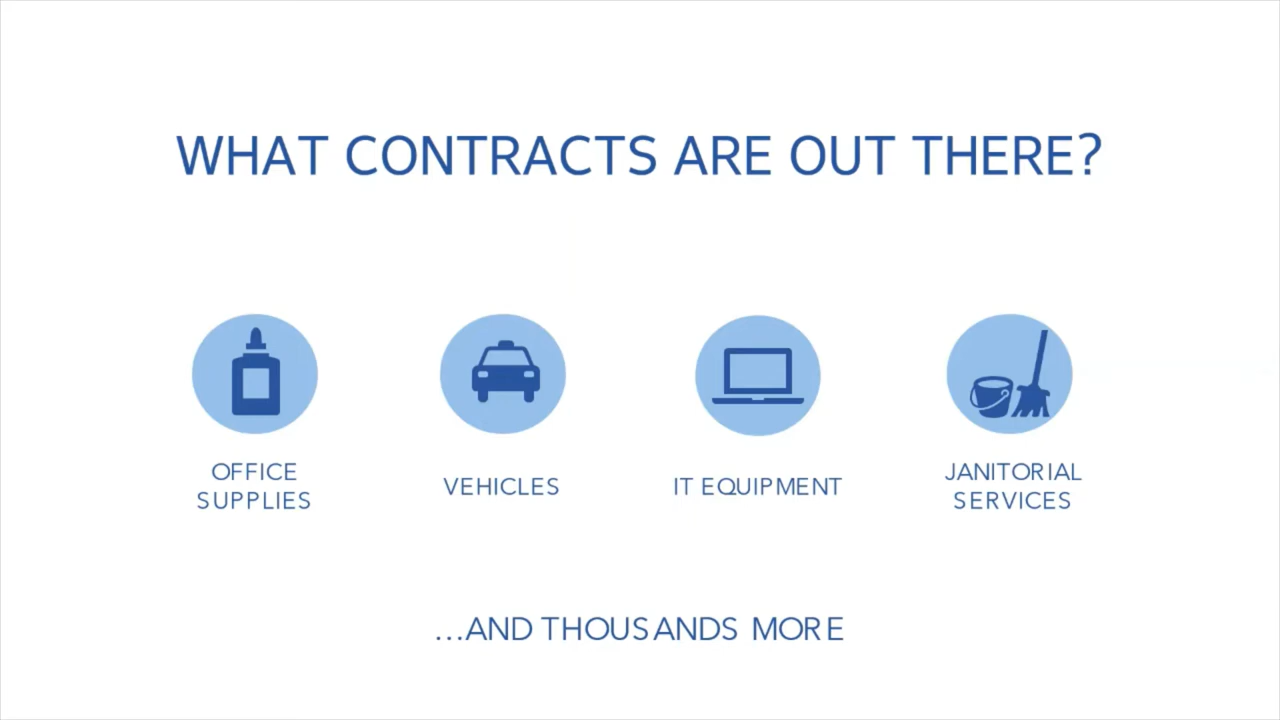 WHAT CONTRACTS ARE OUT THERE?
OFFICE
SUPPLIES
VEHICLES
IT EQUIPMENT
JANITORIAL
SERVICES
...AND THOUSANDS MORE